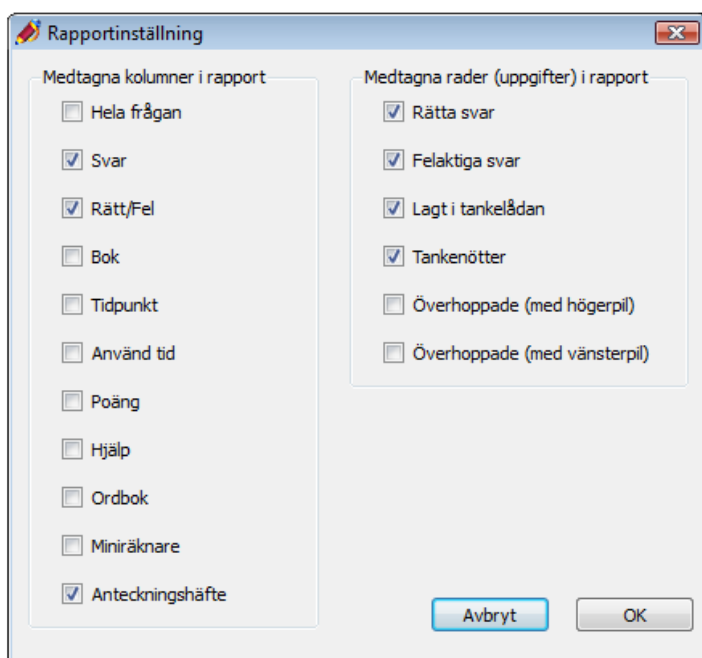 Rapportinställning
Medtagna kolumner i rapport
Hela frågan
Svar
Rätt/Fel
Bok
Tidpunkt
Använd tid
Poäng
Hjälp
Ordbok
Miniräknare
Anteckningshäfte
Medtagna rader (uppgifter) i rapport
Rätta svar
Felaktiga svar
Lagt i tankelådan
Tankenötter
Överhoppade (med högerpil)
Överhoppade (med vänsterpil)
Avbryt
OK